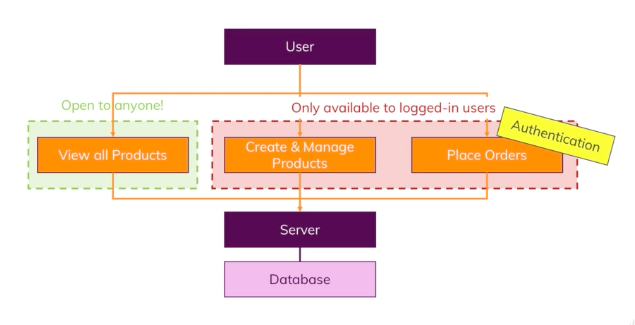 User
Open to anyone!
Only available to logged-in users
Authentication
View all Products
Create & Manage
Products
Place Orders
Server
Database